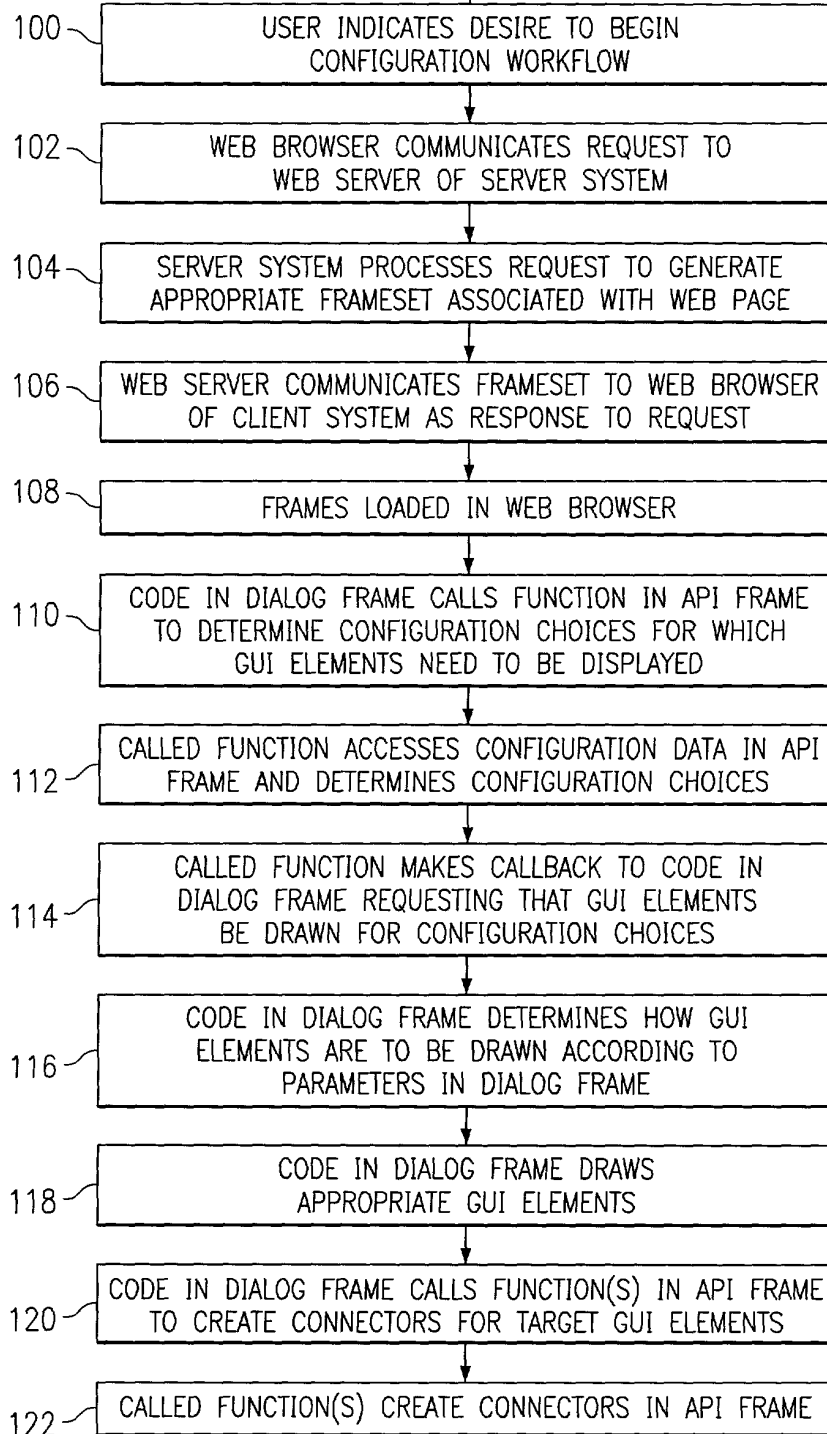 100
USER INDICATES DESIRE TO BEGIN
CONFIGURATION WORKFLOW
102
WEB BROWSER COMMUNICATES REQUEST TO
WEB SERVER OF SERVER SYSTEM
104
SERVER SYSTEM PROCESSES REQUEST TO GENERATE
APPROPRIATE FRAMESET ASSOCIATED WITH WEB PAGE
106
WEB SERVER COMMUNICATES FRAMESET TO WEB BROWSER
OF CLIENT SYSTEM AS RESPONSE TO REQUEST
108
FRAMES LOADED IN WEB BROWSER
110
CODE IN DIALOG FRAME CALLS FUNCTION IN API FRAME
TO DETERMINE CONFIGURATION CHOICES FOR WHICH
GUI ELEMENTS NEED TO BE DISPLAYED
112
CALLED FUNCTION ACCESSES CONFIGURATION DATA IN API
FRAME AND DETERMINES CONFIGURATION CHOICES
114
CALLED FUNCTION MAKES CALLBACK TO CODE IN
DIALOG FRAME REQUESTING THAT GUI ELEMENTS
BE DRAWN FOR CONFIGURATION CHOICES
116
CODE IN DIALOG FRAME DETERMINES HOW GUI
ELEMENTS ARE TO BE DRAWN ACCORDING TO
PARAMETERS IN DIALOG FRAME
118
CODE IN DIALOG FRAME DRAWS
APPROPRIATE GUI ELEMENTS
120
CODE IN DIALOG FRAME CALLS FUNCTION(S) IN API FRAME
TO CREATE CONNECTORS FOR TARGET GUI ELEMENTS
122
CALLED FUNCTION(S) CREATE CONNECTORS IN API FRAME